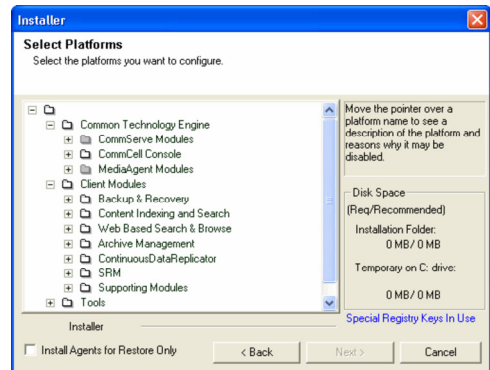 Installer
Select Platforms
Select the platforms you want to configure.
Common Technology Engine
CommServe Modules
CommCell Console
MediaAgent Modules
Client Modules
Backup & Recovery
Content Indexing and Search
Web Based Search & Browse
Archive Management
ContinuousDataReplicator
SRM
Supporting Modules
Tools
Move the pointer over a
platform name to see a
description of the platform and
reasons why it may be
disabled.
Disk Space
(Req/Recommended)
Installation Folder:
0 MB/ 0 MB
Temporary on C: drive:
0 MB/ 0 MB
Special Registry Keys In Use
Installer
Install Agents for Restore Only
< Back
Next >
Cancel